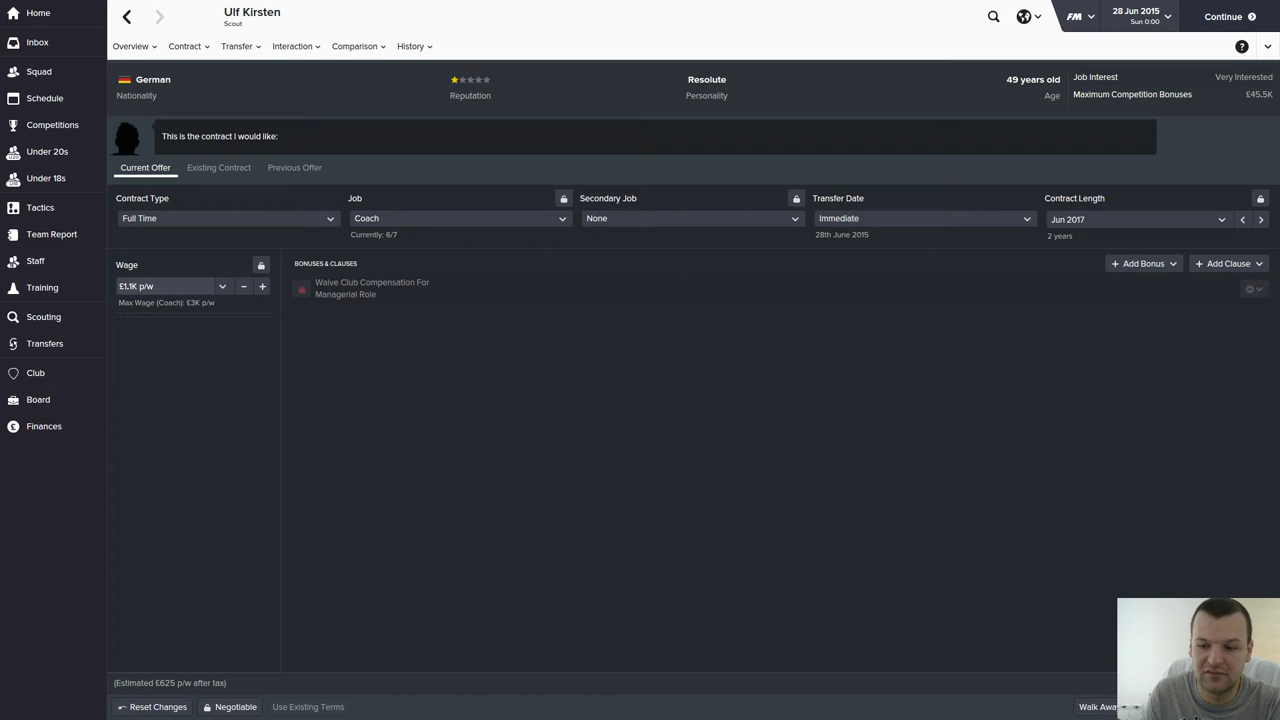 Home
Inbox
Squad
Schedule
Competitions
Under 20s
Under 18s
Tactics
Team Report
Staff
Training
Scouting
Transfers
Club
Board
Finances
Ulf Kirsten
Scout
FM
28 Jun 2015
Sun 0:00
Continue
Overview
Contract
Transfer
Interaction
Comparison
History
German
Nationality
Reputation
Resolute
Personality
49 years old
Age
Job Interest Very Interested
Maximum Competition Bonuses £45.5K
This is the contract I would like:
Current Offer Existing Contract Previous Offer
Contract Type
Full Time
Job
Coach
Currently: 6/7
Secondary Job
None
Transfer Date
Immediate
28th June 2015
Contract Length
Jun 2017
2 years
Wage
£1.1K p/w
Max Wage (Coach): £3K p/w
BONUSES & CLAUSES
Add Bonus
Add Clause
Waive Club Compensation For
Managerial Role
(Estimated £625 p/w after tax)
Reset Changes
Negotiable
Use Existing Terms
Walk Away